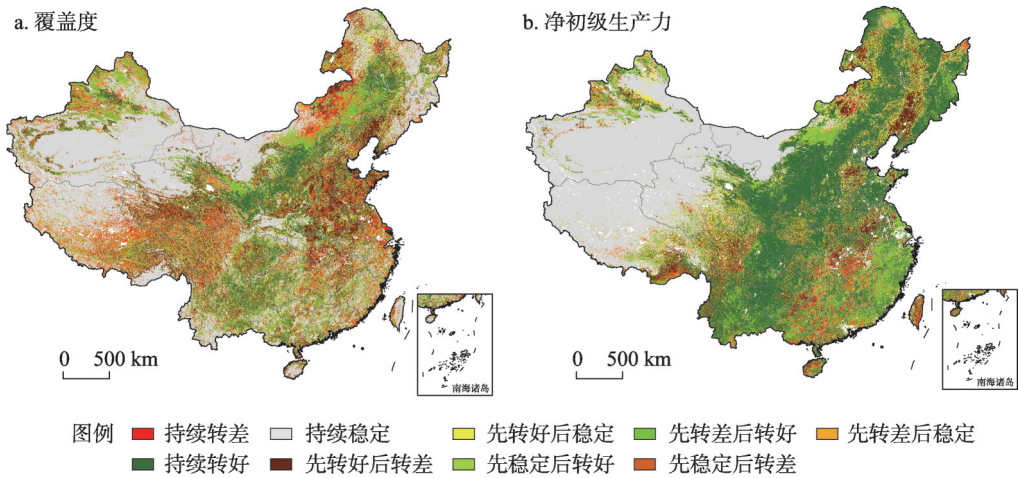 a. 覆盖度
b. 净初级生产力
0 500 km
南海诸岛
0 500 km
南海诸岛
图例 持续转差 持续稳定 先转好后稳定 先转差后转好 先转差后稳定
持续转好 先转好后转差 先稳定后转好 先稳定后转差